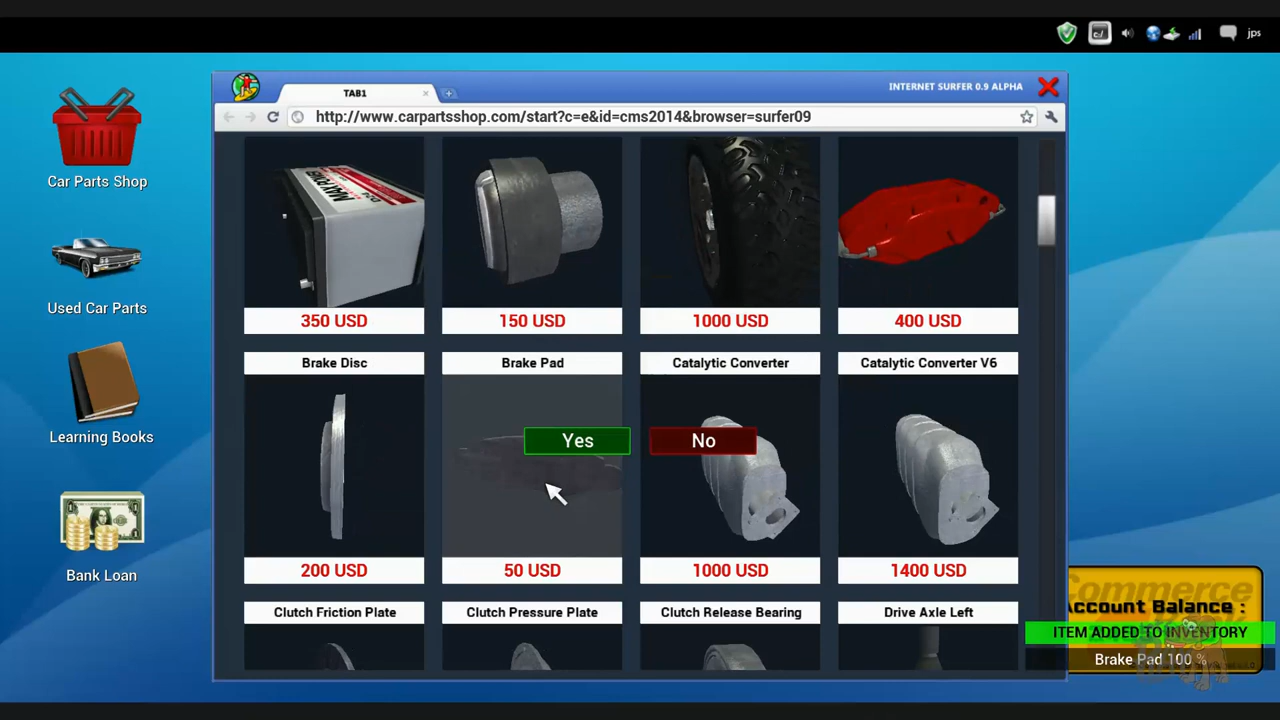 c:/
jps
TAB1
INTERNET SURFER 0.9 ALPHA
http://www.carpartsshop.com/start?c=e&id=cms2014&browser=surfer09
Car Parts Shop
Used Car Parts
Learning Books
Bank Loan
350 USD
150 USD
1000 USD
400 USD
Brake Disc
Brake Pad
Catalytic Converter
Catalytic Converter V6
Yes
No
200 USD
50 USD
1000 USD
1400 USD
Clutch Friction Plate
Clutch Pressure Plate
Clutch Release Bearing
Drive Axle Left
Commerce
Account Balance :
ITEM ADDED TO INVENTORY
Brake Pad 100 %